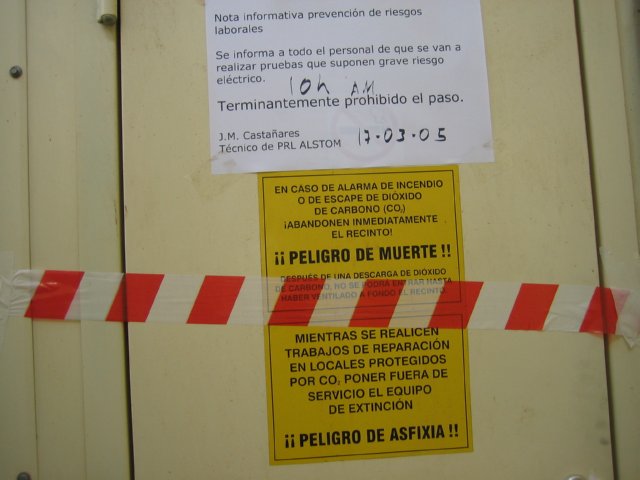 Nota informativa prevención de riesgos
laborales
Se informa a todo el personal de que se van a
realizar pruebas que suponen grave riesgo
eléctrico.
10h AM
Terminantemente prohibido el paso.
J.M. Castañares
Técnico de PRL ALSTOM 17-03-05
EN CASO DE ALARMA DE INCENDIO
O DE ESCAPE DE DIÓXIDO
DE CARBONO (CO₂)
¡ABANDONEN INMEDIATAMENTE
EL RECINTO!
¡¡ PELIGRO DE MUERTE !!
DESPUÉS DE UNA DESCARGA DE DIÓXIDO
DE CARBONO, NO SE PODRÁ ENTRAR HASTA
HABER VENTILADO A FONDO EL RECINTO
MIENTRAS SE REALICEN
TRABAJOS DE REPARACIÓN
EN LOCALES PROTEGIDOS
POR CO₂ PONER FUERA DE
SERVICIO EL EQUIPO
DE EXTINCIÓN
¡¡ PELIGRO DE ASFIXIA !!